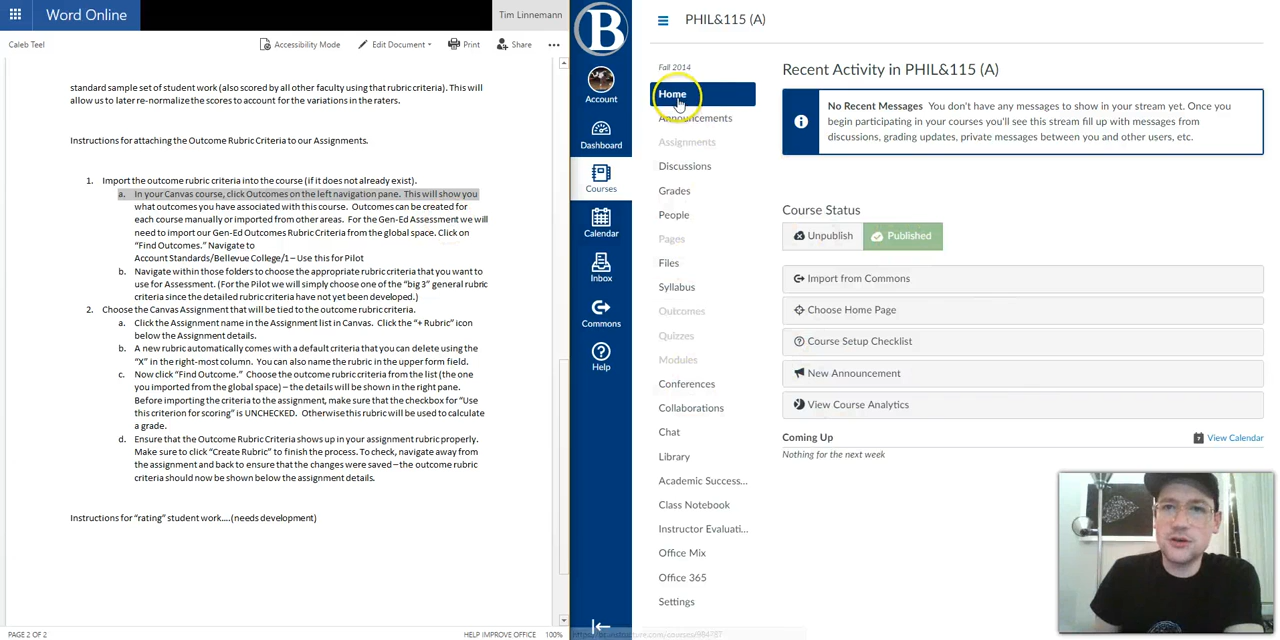 Word Online
Tim Linnemann
Caleb Teel
Accessibility Mode
Edit Document
Print
Share
standard sample set of student work (also scored by all other faculty using that rubric criteria). This will
allow us to later re-normalize the scores to account for the variations in the raters.
Instructions for attaching the Outcome Rubric Criteria to our Assignments.
1. Import the outcome rubric criteria into the course (if it does not already exist).
a. In your Canvas course, click Outcomes on the left navigation pane. This will show you
what outcomes you have associated with this course. Outcomes can be created for
each course manually or imported from other areas. For the Gen-Ed Assessment we will
need to import our Gen-Ed Outcomes Rubric Criteria from the global space. Click on
"Find Outcomes." Navigate to
Account Standards/Bellevue College/1 – Use this for Pilot
b. Navigate within those folders to choose the appropriate rubric criteria that you want to
use for Assessment. (For the Pilot we will simply choose one of the "big 3" general rubric
criteria since the detailed rubric criteria have not yet been developed.)
2. Choose the Canvas Assignment that will be tied to the outcome rubric criteria.
a. Click the Assignment name in the Assignment list in Canvas. Click the "+ Rubric" icon
below the Assignment details.
b. A new rubric automatically comes with a default criteria that you can delete using the
"X" in the right-most column. You can also name the rubric in the upper form field.
c. Now click "Find Outcome." Choose the outcome rubric criteria from the list (the one
you imported from the global space) – the details will be shown in the right pane.
Before importing the criteria to the assignment, make sure that the checkbox for "Use
this criterion for scoring" is UNCHECKED. Otherwise this rubric will be used to calculate
a grade.
d. Ensure that the Outcome Rubric Criteria shows up in your assignment rubric properly.
Make sure to click "Create Rubric" to finish the process. To check, navigate away from
the assignment and back to ensure that the changes were saved – the outcome rubric
criteria should now be shown below the assignment details.
Instructions for "rating" student work....(needs development)
PAGE 2 OF 2
HELP IMPROVE OFFICE
100%
B
Account
Dashboard
Courses
Calendar
Inbox
Commons
Help
PHIL&115 (A)
Fall 2014
Home
Announcements
Assignments
Discussions
Grades
People
Pages
Files
Syllabus
Outcomes
Quizzes
Modules
Conferences
Collaborations
Chat
Library
Academic Success...
Class Notebook
Instructor Evaluati...
Office Mix
Office 365
Settings
Recent Activity in PHIL&115 (A)
No Recent Messages You don't have any messages to show in your stream yet. Once you
begin participating in your courses you'll see this stream fill up with messages from
discussions, grading updates, private messages between you and other users, etc.
Course Status
Unpublish
Published
Import from Commons
Choose Home Page
Course Setup Checklist
New Announcement
View Course Analytics
Coming Up
View Calendar
Nothing for the next week